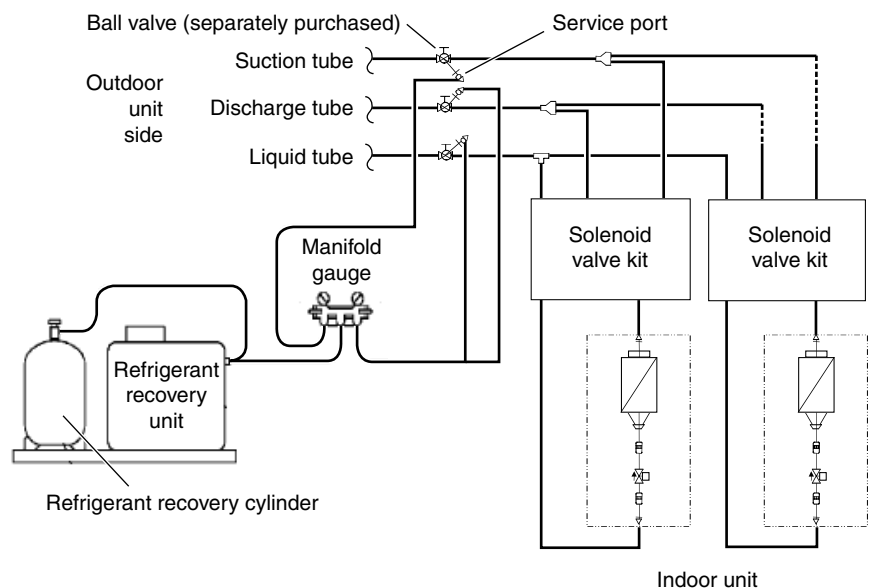 Ball valve (separately purchased)
Service port
Suction tube
Outdoor
unit
side
Discharge tube
Liquid tube
Manifold
gauge
Solenoid
valve kit
Solenoid
valve kit
Refrigerant
recovery
unit
Refrigerant recovery cylinder
Indoor unit